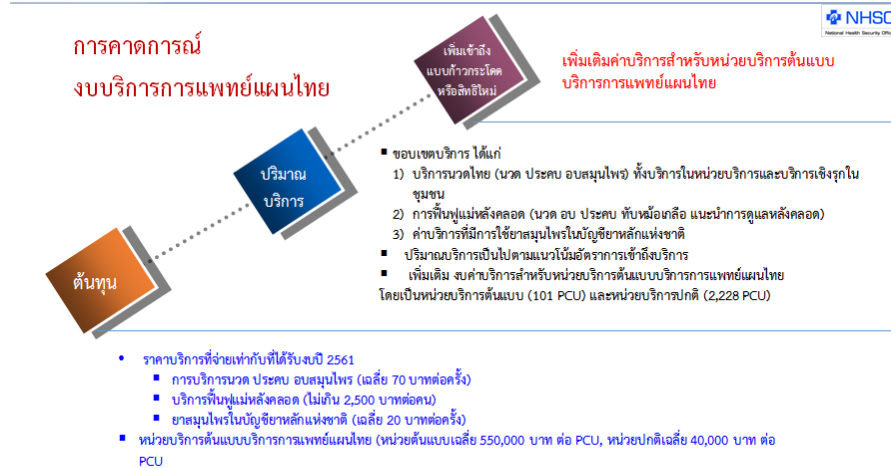 NHSO
National Health Security Office
การคาดการณ์
งบบริการการแพทย์แผนไทย
เพิ่มเข้าถึง
แบบก้าวกระโดด
หรือสิทธิใหม่
เพิ่มเติมค่าบริการสำหรับหน่วยบริการต้นแบบ
บริการการแพทย์แผนไทย
ปริมาณ
บริการ
▪ ขอบเขตบริการ ได้แก่
1) บริการนวดไทย (นวด ประคบ อบสมุนไพร) ทั้งบริการในหน่วยบริการและบริการเชิงรุกใน
ชุมชน
2) การฟื้นฟูแม่หลังคลอด (นวด อบ ประคบ ทับหม้อเกลือ แนะนำการดูแลหลังคลอด)
3) ค่าบริการที่มีการใช้ยาสมุนไพรในบัญชียาหลักแห่งชาติ
▪ ปริมาณบริการเป็นไปตามแนวโน้มอัตราการเข้าถึงบริการ
▪ เพิ่มเติม งบค่าบริการสำหรับหน่วยบริการต้นแบบบริการการแพทย์แผนไทย
โดยเป็นหน่วยบริการต้นแบบ (101 PCU) และหน่วยบริการปกติ (2,228 PCU)
ต้นทุน
• ราคาบริการที่จ่ายเท่ากับที่ได้รับงบปี 2561
▪ การบริการนวด ประคบ อบสมุนไพร (เฉลี่ย 70 บาทต่อครั้ง)
▪ บริการฟื้นฟูแม่หลังคลอด (ไม่เกิน 2,500 บาทต่อคน)
▪ ยาสมุนไพรในบัญชียาหลักแห่งชาติ (เฉลี่ย 20 บาทต่อครั้ง)
▪ หน่วยบริการต้นแบบบริการการแพทย์แผนไทย (หน่วยต้นแบบเฉลี่ย 550,000 บาท ต่อ PCU, หน่วยปกติเฉลี่ย 40,000 บาท ต่อ
PCU